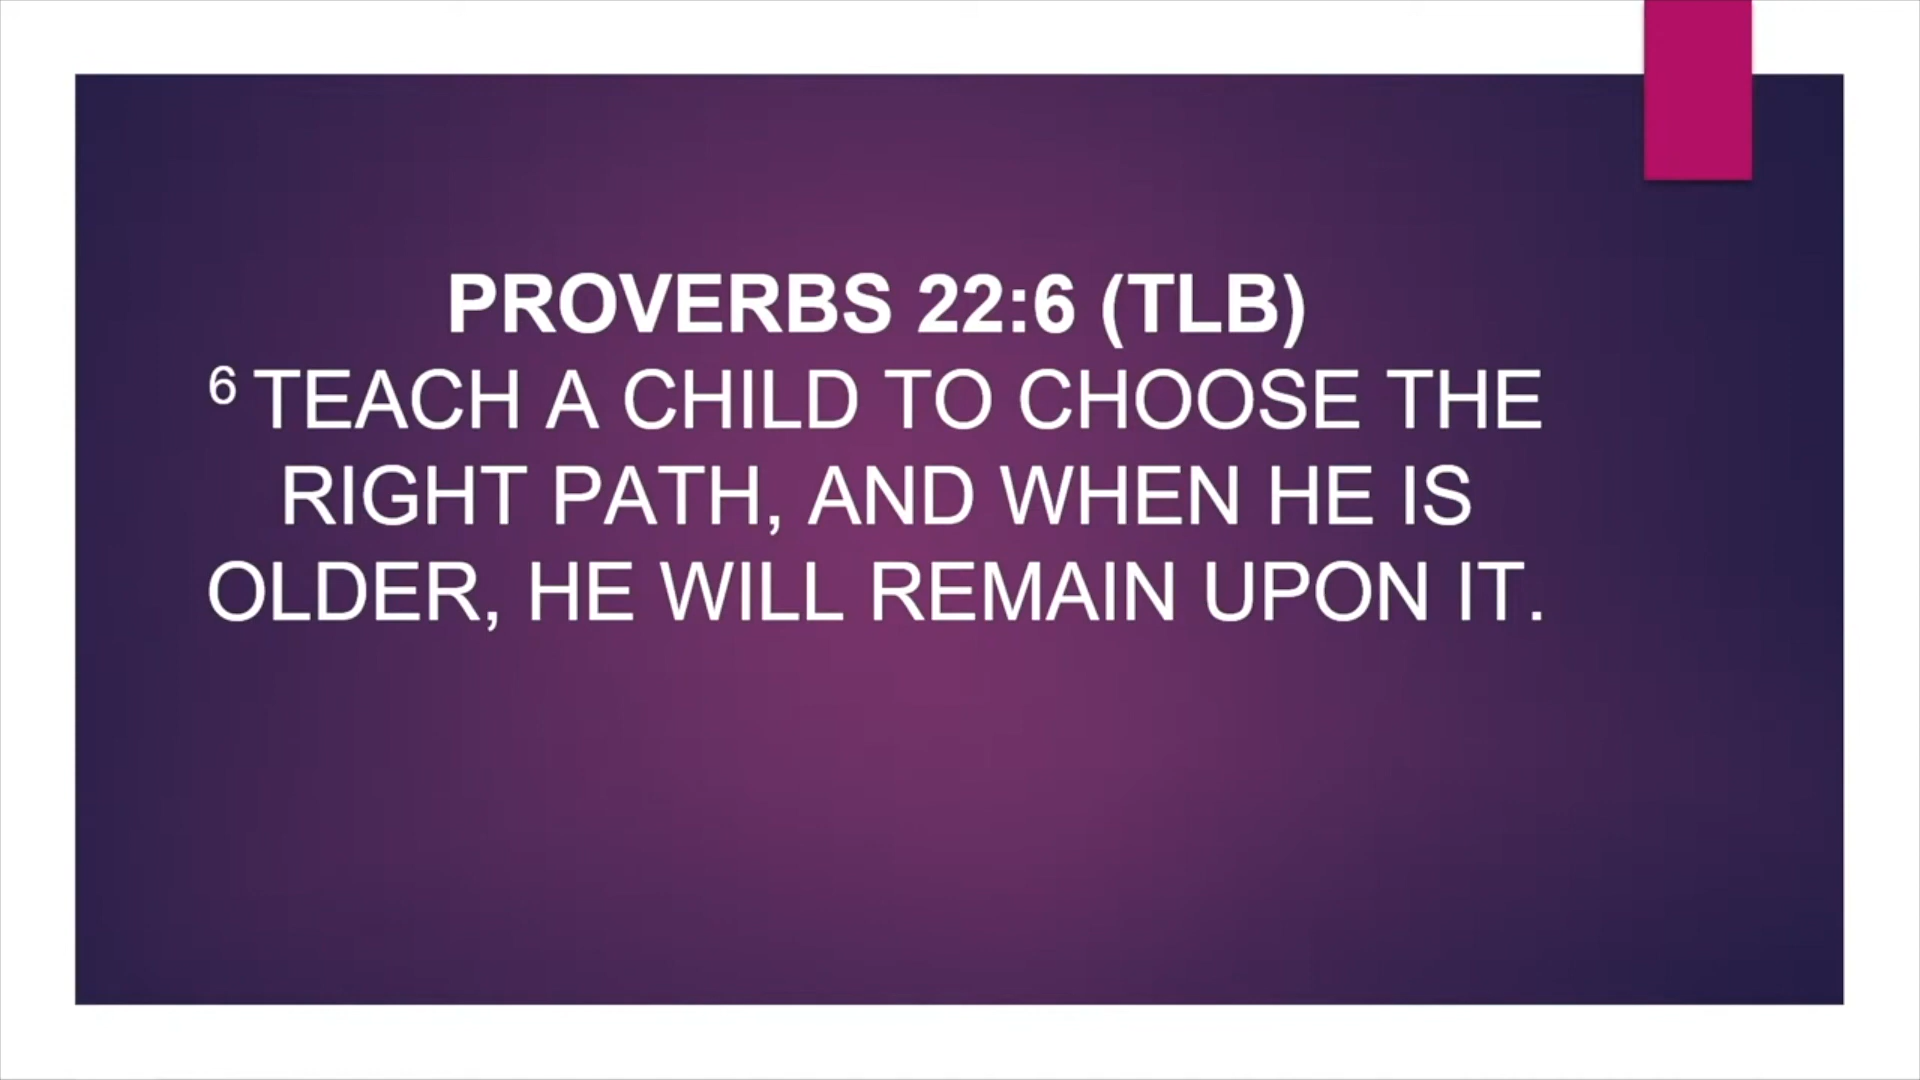 PROVERBS 22:6 (TLB)
6 TEACH A CHILD TO CHOOSE THE
RIGHT PATH, AND WHEN HE IS
OLDER, HE WILL REMAIN UPON IT.